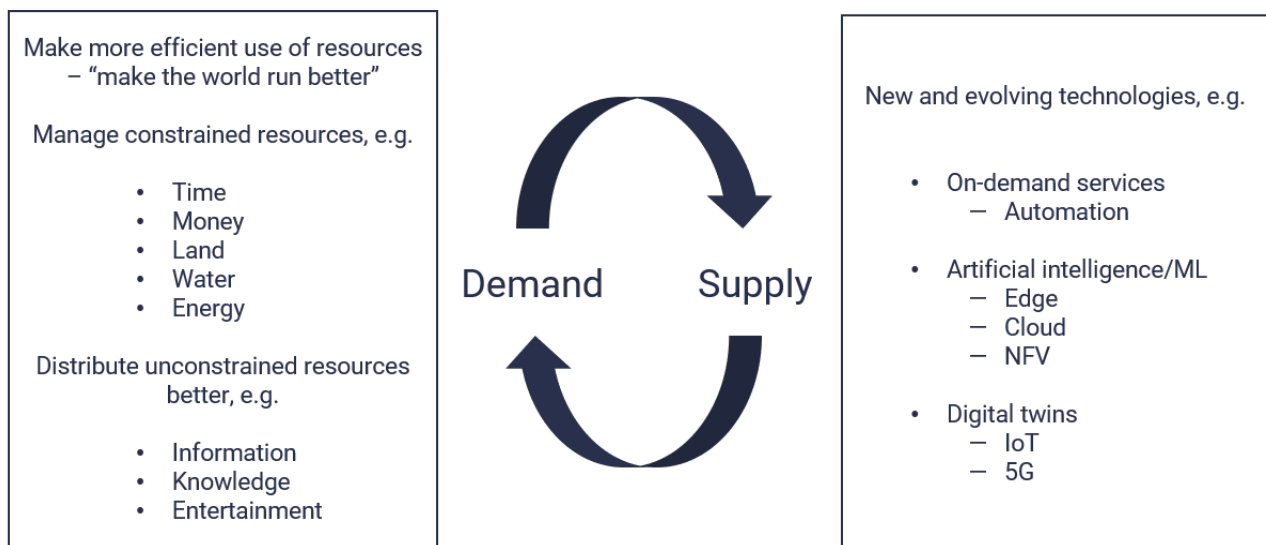 Make more efficient use of resources
– “make the world run better”
Manage constrained resources, e.g.
• Time
• Money
• Land
• Water
• Energy
Distribute unconstrained resources
better, e.g.
• Information
• Knowledge
• Entertainment
Demand
Supply
New and evolving technologies, e.g.
• On-demand services
– Automation
• Artificial intelligence/ML
– Edge
– Cloud
– NFV
• Digital twins
– IoT
– 5G